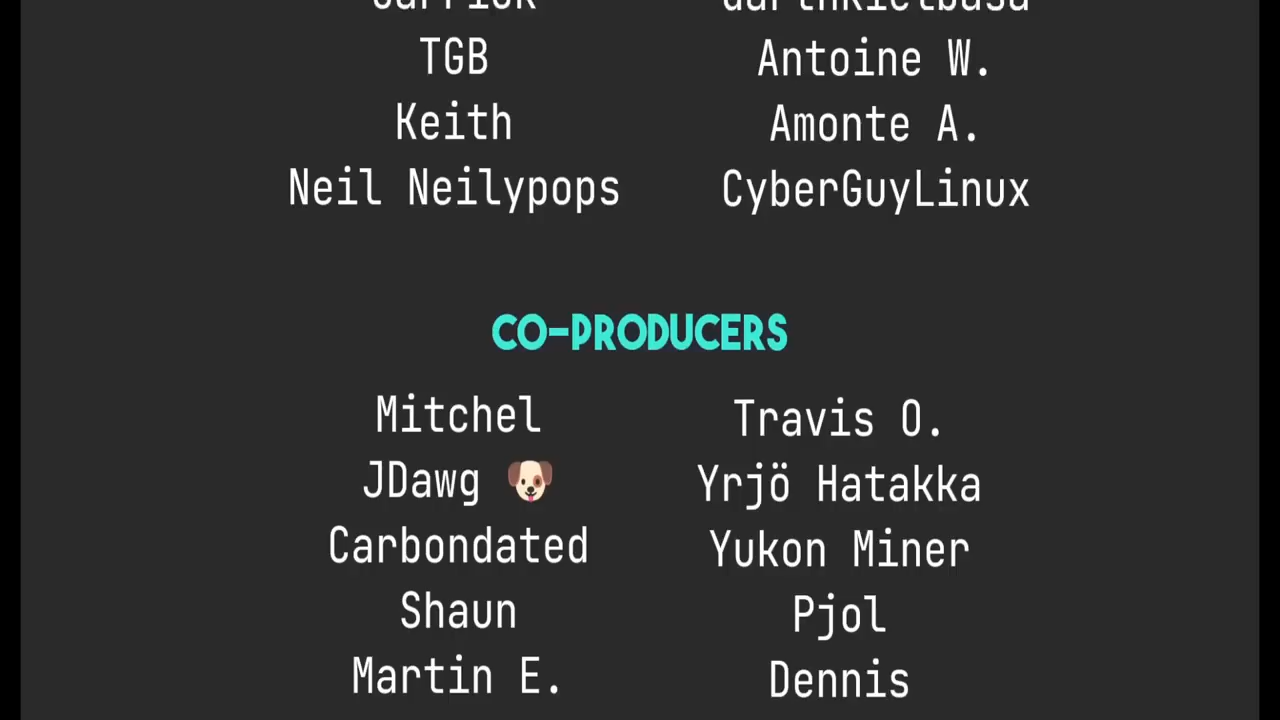 TGB Antoine W.
Keith Amonte A.
Neil Neilypops CyberGuyLinux
CO-PRODUCERS
Mitchel Travis O.
JDawg 🐶 Yrjö Hatakka
Carbondated Yukon Miner
Shaun Pjol
Martin E. Dennis